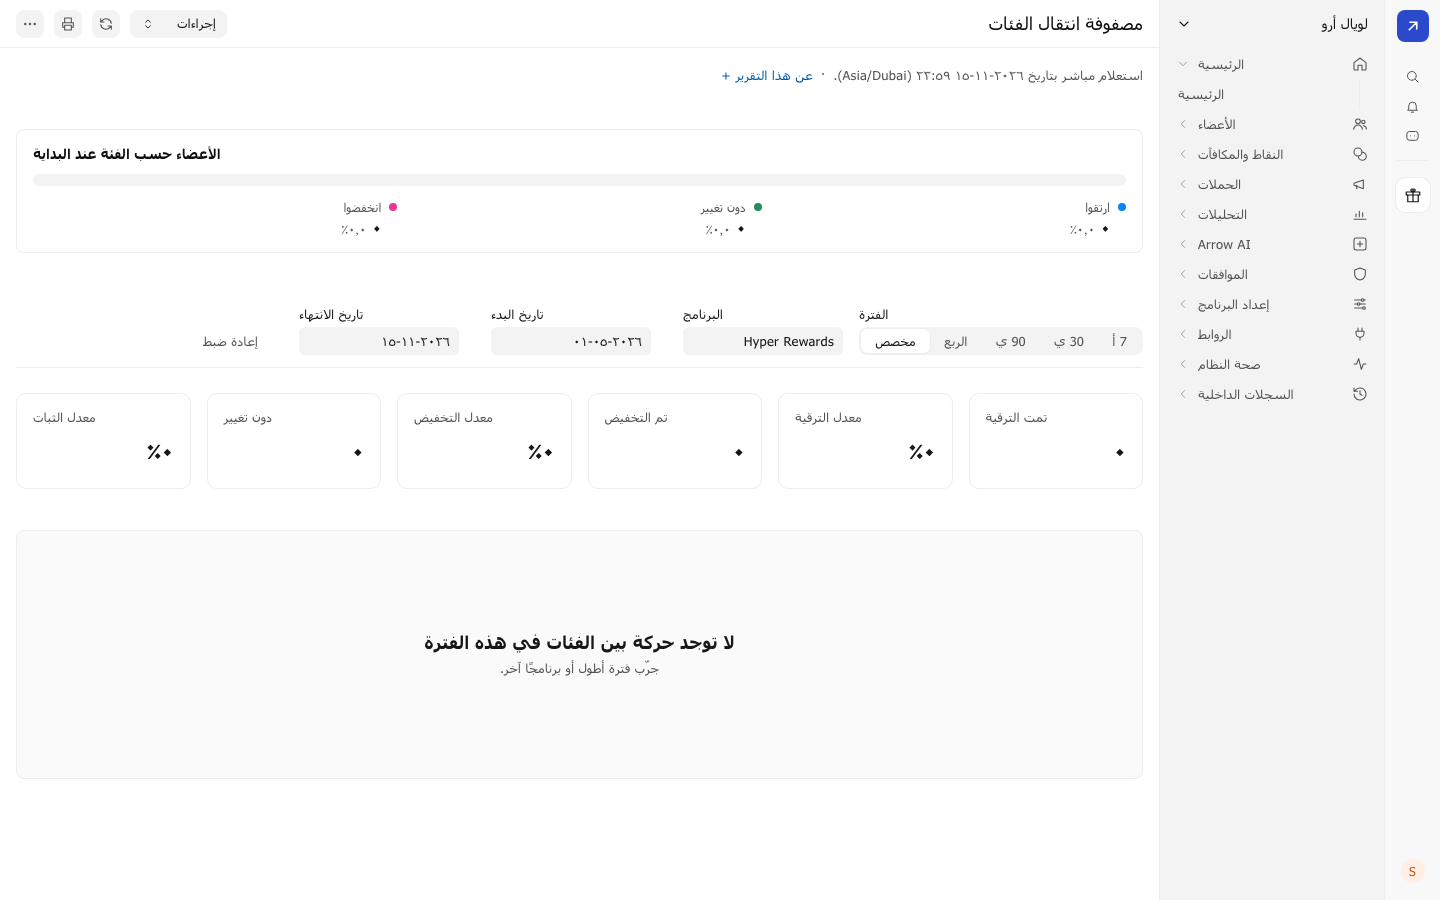 لويال أرو
الرئيسية
الرئيسية
الأعضاء
النقاط والمكافآت
الحملات
التحليلات
Arrow AI
الموافقات
إعداد البرنامج
الروابط
صحة النظام
السجلات الداخلية
S
مصفوفة انتقال الفئات
إجراءات
استعلام مباشر بتاريخ ٢٠٢٦-١١-١٥ ٢٣:٥٩ (Asia/Dubai). · عن هذا التقرير +
الأعضاء حسب الفئة عند البداية
ارتقوا
دون تغيير
انخفضوا
٠ ٠٫٠٪
٠ ٠٫٠٪
٠ ٠٫٠٪
الفترة
البرنامج
تاريخ البدء
تاريخ الانتهاء
7 أ
30 ي
90 ي
الربع
مخصص
Hyper Rewards
٢٠٢٦-٠٥-٠١
٢٠٢٦-١١-١٥
إعادة ضبط
تمت الترقية
معدل الترقية
تم التخفيض
معدل التخفيض
دون تغيير
معدل الثبات
٠
٠٪
٠
٠٪
٠
٠٪
لا توجد حركة بين الفئات في هذه الفترة
جرّب فترة أطول أو برنامجًا آخر.